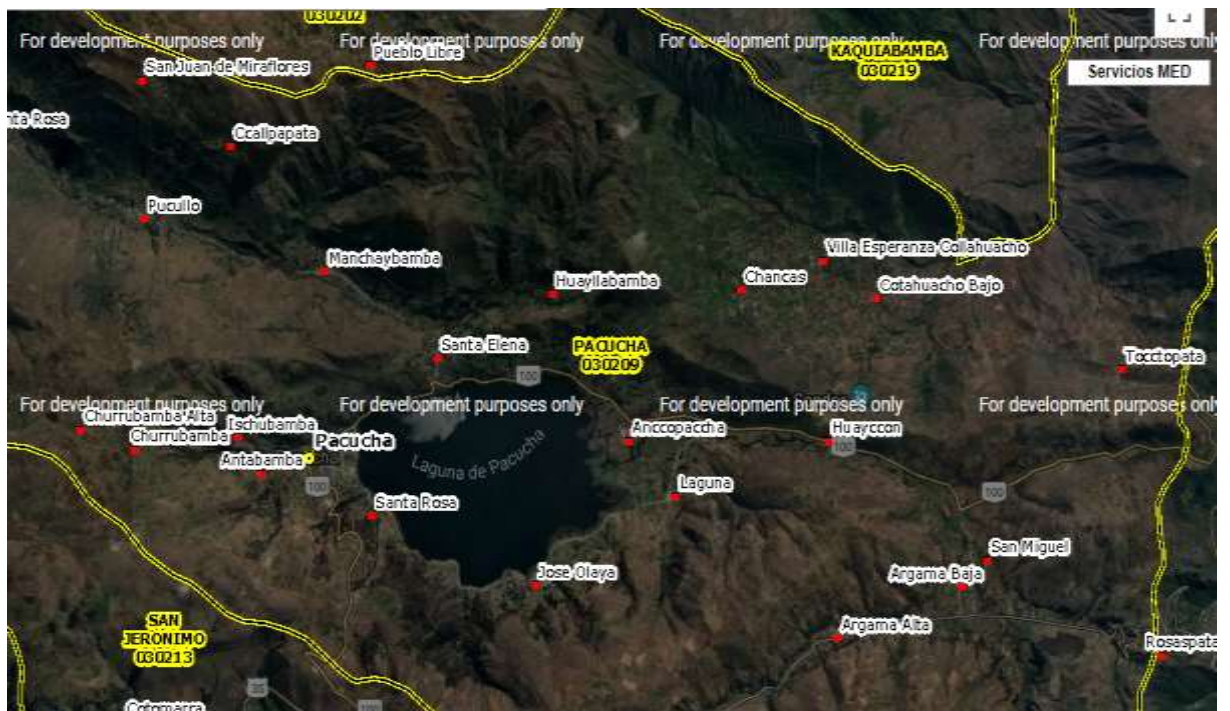 030202
For development purposes only
For development purposes only
For development purposes only
For development purposes only
Pueblo Libre
KAQUIABAMBA
030219
San Juan de Miraflores
Servicios MED
nta Rosa
Ccallpapata
Pucullo
Villa Esperanza Collahuacho
Manchaybamba
Huayllabamba
Chancas
Cotahuacho Bajo
Santa Elena
PACUCHA
030209
Tocctopata
100
For development purposes only
For development purposes only
For development purposes only
For development purposes only
Churrubamba Alta
Ischubamba
Churrubamba
Pacucha
Anccopaccha
Huayccon
100
Antabamba
Laguna de Pacucha
100
Laguna
100
Santa Rosa
San Miguel
Jose Olaya
Argama Baja
SAN
JERONIMO
030213
Argama Alta
Rosaspata
Cotomarra
100